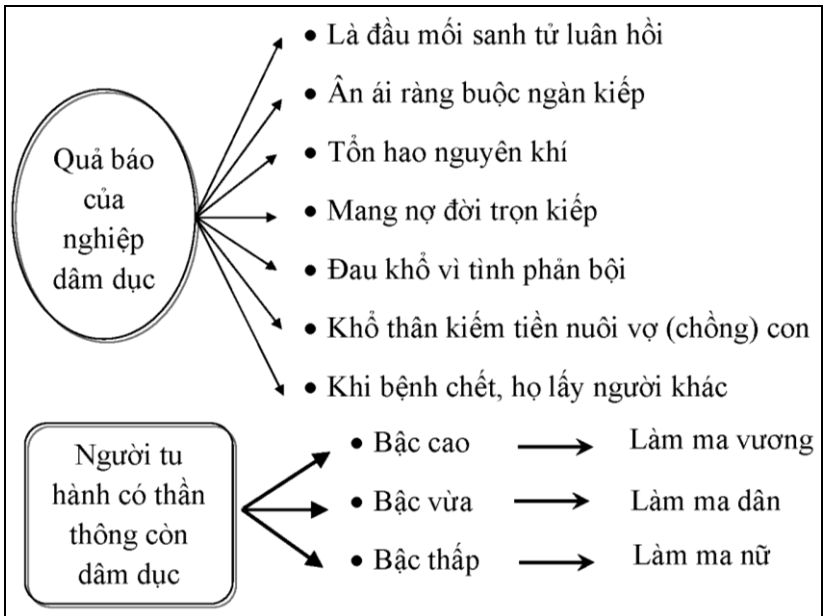 Quả báo
của
nghiệp
dâm dục
• Là đầu mối sanh tử luân hồi
• Ân ái ràng buộc ngàn kiếp
• Tổn hao nguyên khí
• Mang nợ đời trọn kiếp
• Đau khổ vì tình phản bội
• Khổ thân kiếm tiền nuôi vợ (chồng) con
• Khi bệnh chết, họ lấy người khác
Người tu
hành có thần
thông còn
dâm dục
• Bậc cao Làm ma vương
• Bậc vừa Làm ma dân
• Bậc thấp Làm ma nữ